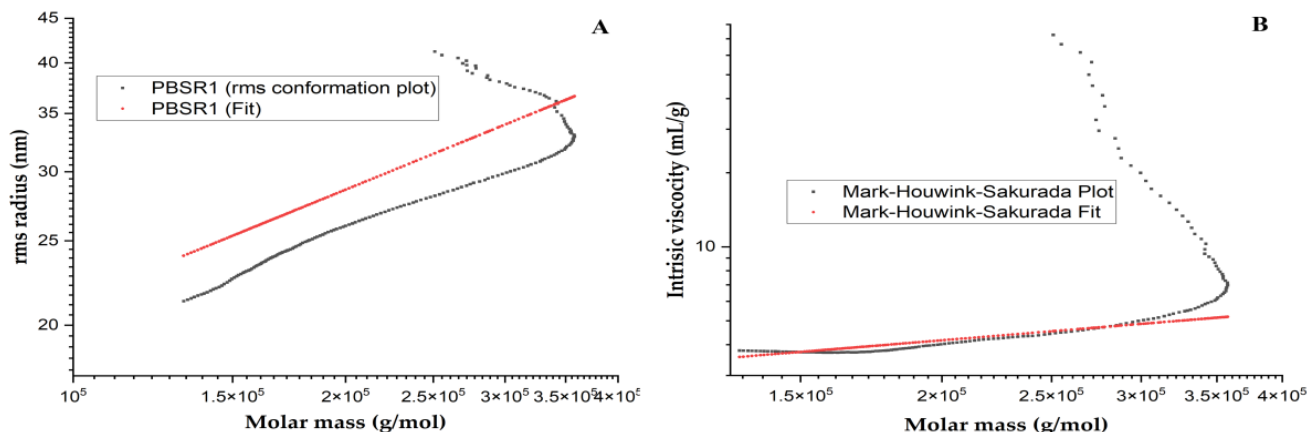 A
45
40
35
30
25
20
rms radius (nm)
PBSR1 (rms conformation plot)
PBSR1 (Fit)
10⁵
1.5×10⁵
2×10⁵
2.5×10⁵
3×10⁵
3.5×10⁵
4×10⁵
Molar mass (g/mol)
B
10
Intrisic viscocity (mL/g)
Mark-Houwink-Sakurada Plot
Mark-Houwink-Sakurada Fit
1.5×10⁵
2×10⁵
2.5×10⁵
3×10⁵
3.5×10⁵
4×10⁵
Molar mass (g/mol)